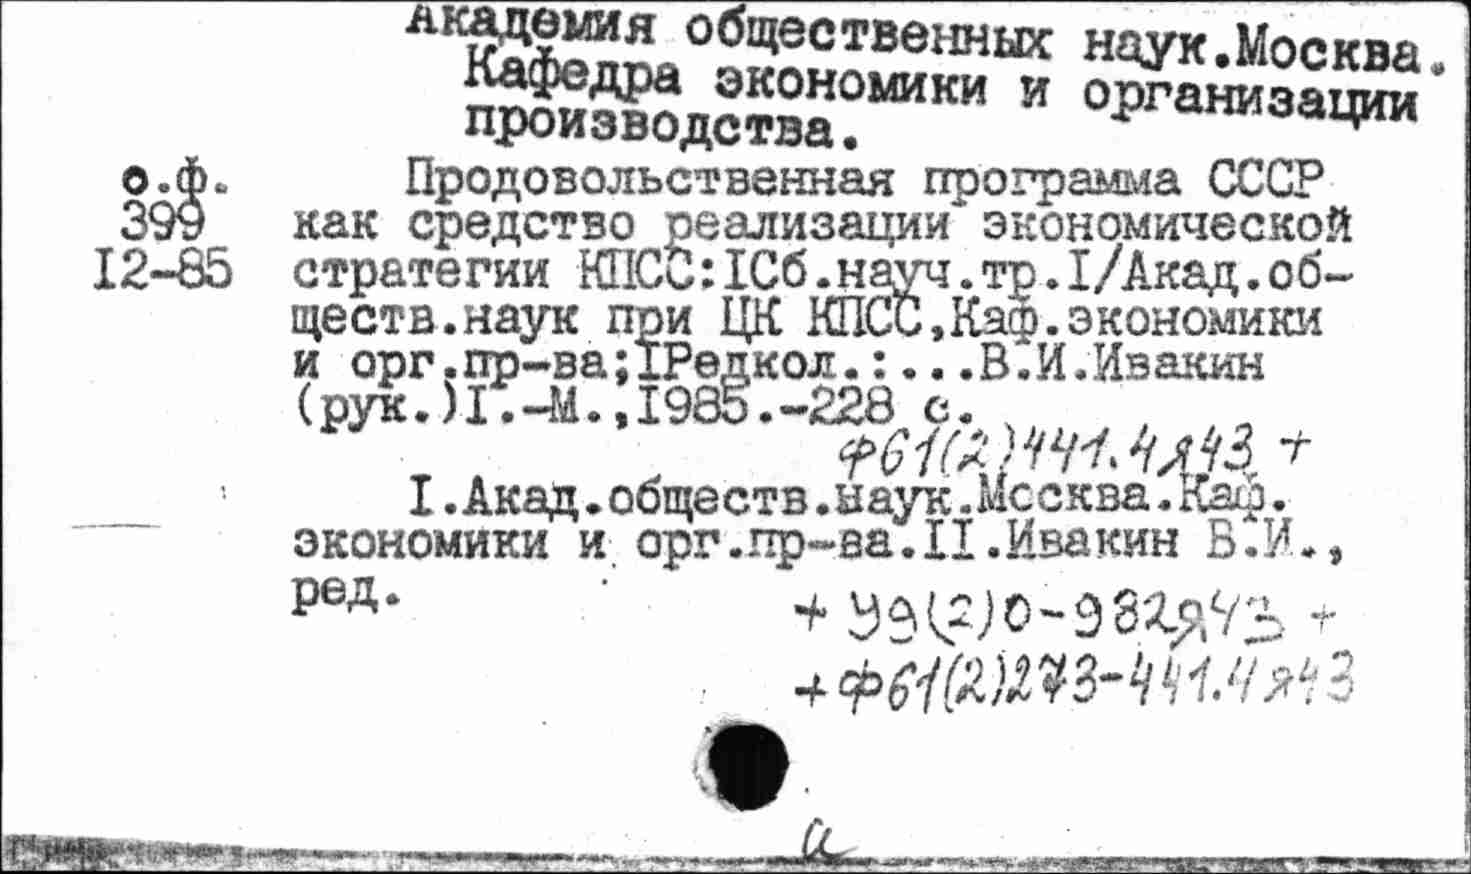 Академия общественных наук.Москва.
Кафедра экономики и организации
производства.
о.ф.
399
I2-85
Продовольственная программа СССР
как средство реализации экономической
стратегии КПСС:IСб.науч.тр.I/Акад.об-
ществ.наук при ЦК КПСС,Каф.экономики
и орг.пр-ва;IРедкол.:...В.И.Ивакин
(рук.)I.-М.,I985.-228 с.
ф61(2)441.4я43 +
I.Акад.обществ.наук.Москва.Каф.
экономики и орг.пр-ва.II.Ивакин В.И.,
ред.
+ У9(2)0-982я43 +
+ ф61(2)273-441.4я43
а